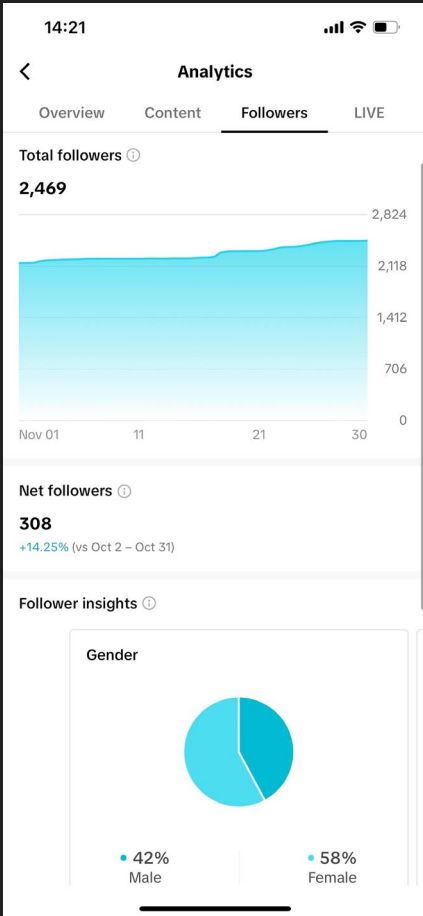 14:21
Analytics
Overview Content Followers LIVE
Total followers
2,469
2,824
2,118
1,412
706
0
Nov 01 11 21 30
Net followers
308
+14.25% (vs Oct 2 – Oct 31)
Follower insights
Gender
42% 58%
Male Female